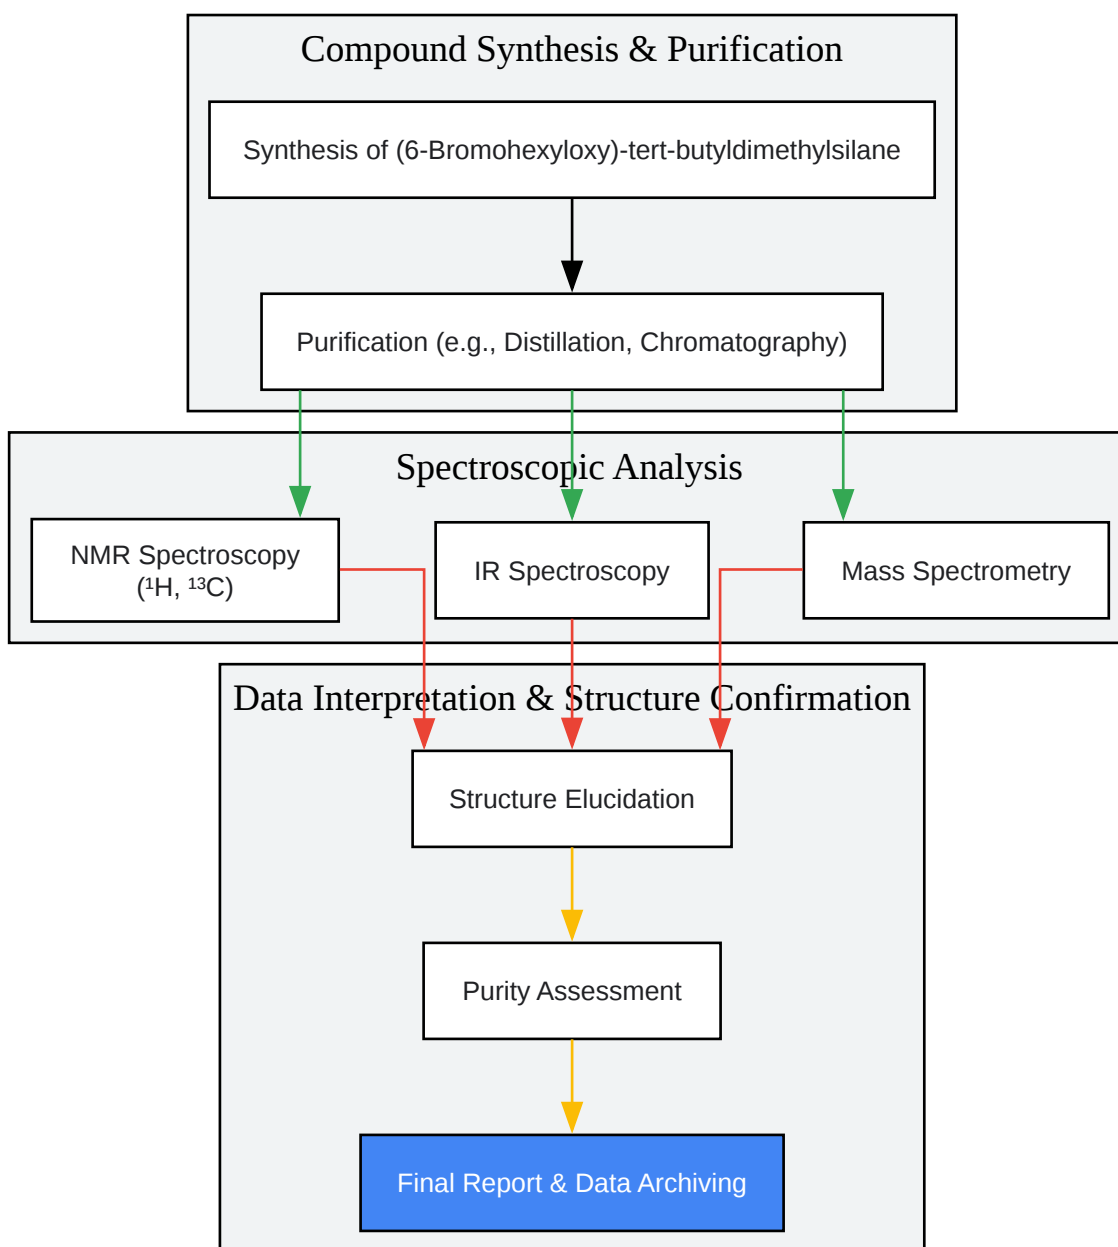 Compound Synthesis & Purification
Synthesis of (6-Bromohexyloxy)-tert-butyldimethylsilane
Purification (e.g., Distillation, Chromatography)
Spectroscopic Analysis
NMR Spectroscopy
(¹H, ¹³C)
IR Spectroscopy
Mass Spectrometry
Data Interpretation & Structure Confirmation
Structure Elucidation
Purity Assessment
Final Report & Data Archiving